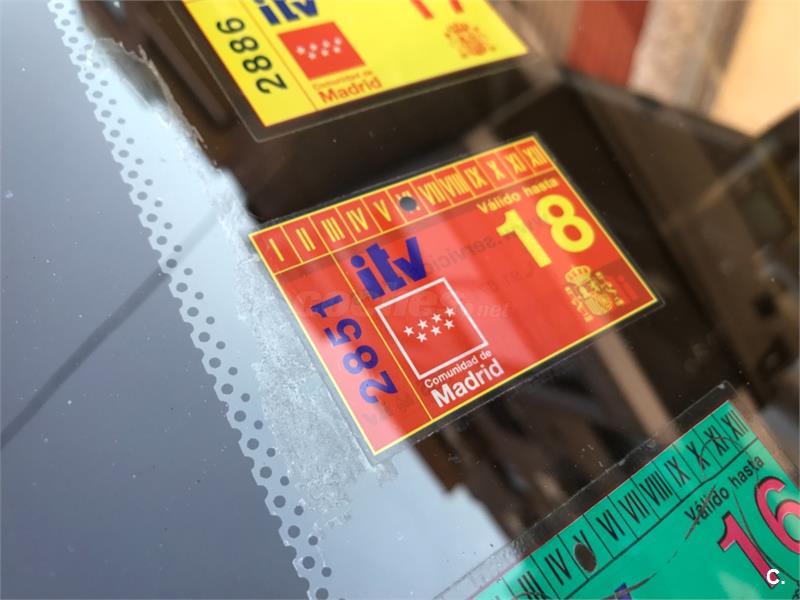 2886
itv
17
Comunidad de
Madrid
I II III IV V VII VIII IX X XI XII
Válido hasta
18
itv
2851
Comunidad de
Madrid
III IV VI VII VIII IX X XI XII
Válido hasta
16
C.